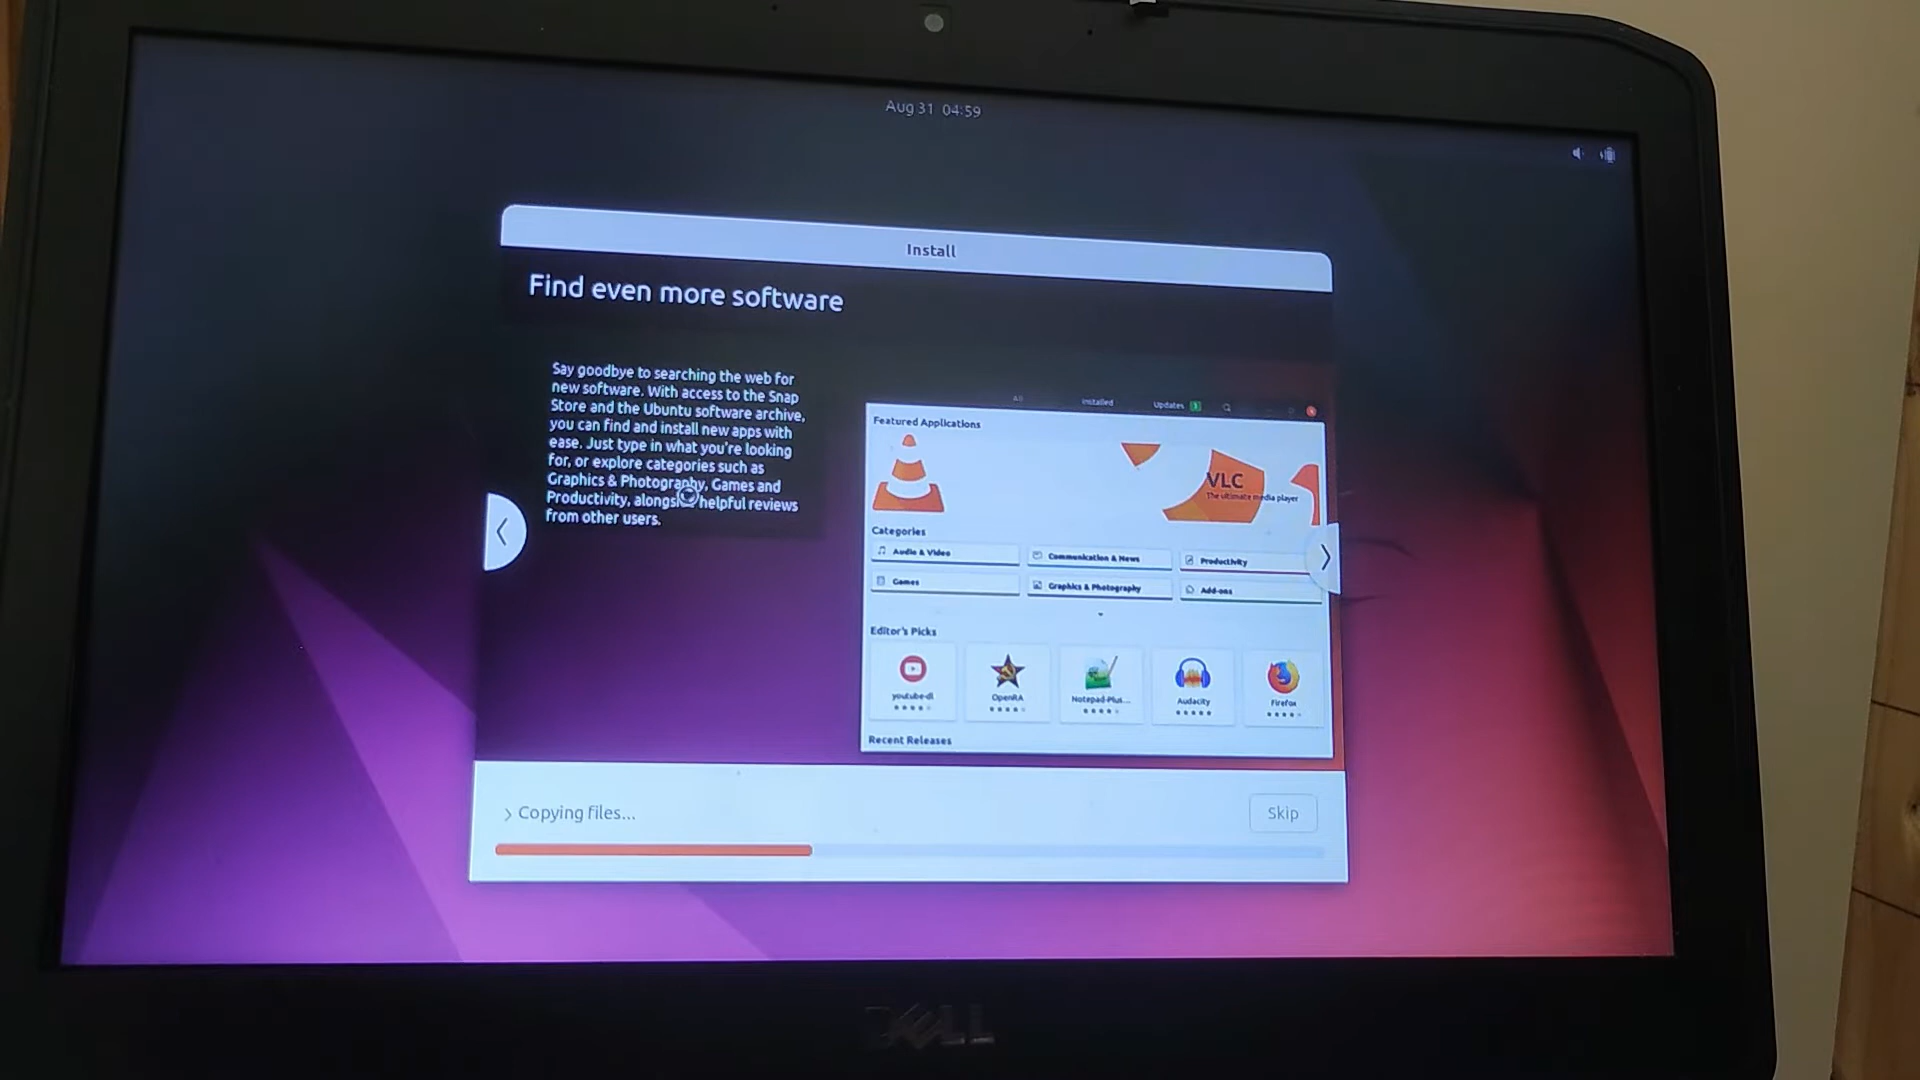 Aug 31 04:59
Install
Find even more software
Say goodbye to searching the web for
new software. With access to the Snap
Store and the Ubuntu software archive,
you can find and install new apps with
ease. Just type in what you're looking
for, or explore categories such as
Graphics & Photography, Games and
Productivity, alongside helpful reviews
from other users.
All Installed Updates
Featured Applications
VLC
The ultimate media player
Categories
Audio & Video Communication & News Productivity
Games Graphics & Photography Add-ons
Editor's Picks
youtube-dl OpenRA Notepad-Plus... Audacity Firefox
Recent Releases
Copying files...
Skip
DELL